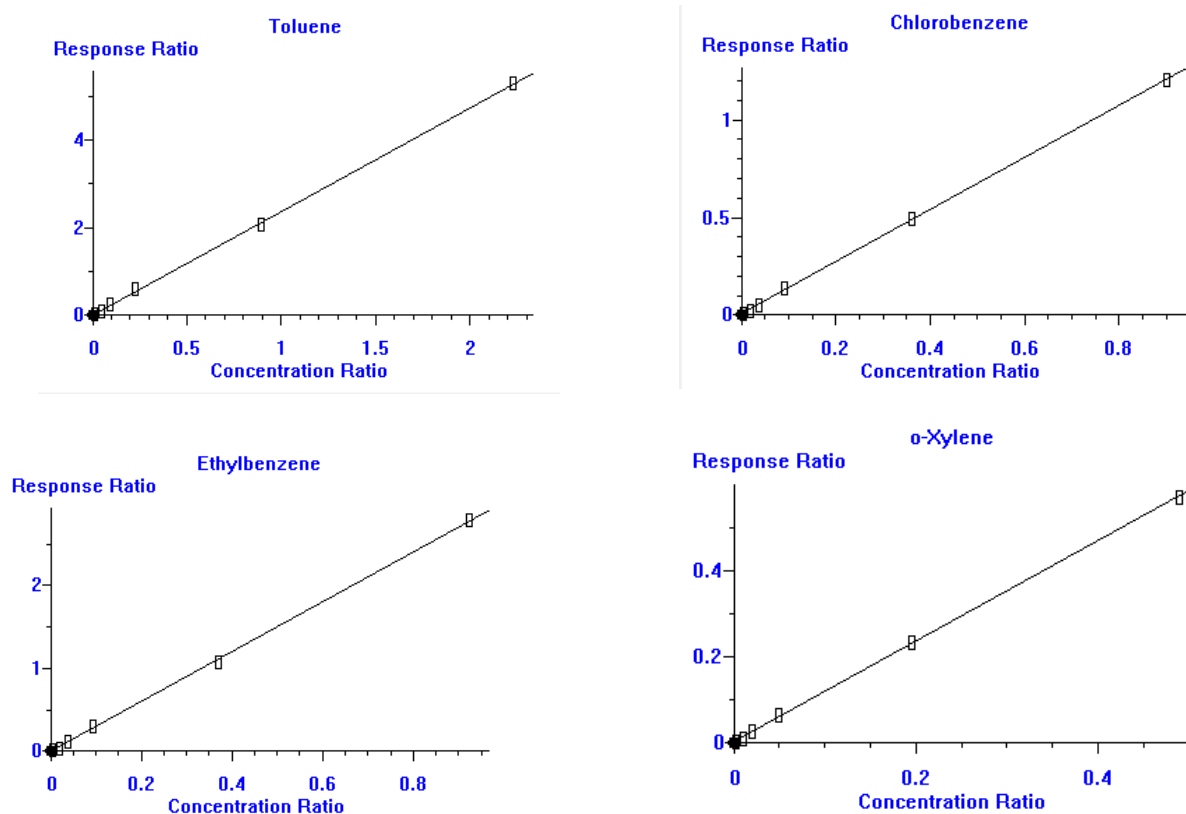 Toluene
Response Ratio
4
2
0
0 0.5 1 1.5 2
Concentration Ratio
Chlorobenzene
Response Ratio
1
0.5
0
0 0.2 0.4 0.6 0.8
Concentration Ratio
Ethylbenzene
Response Ratio
2
1
0
0 0.2 0.4 0.6 0.8
Concentration Ratio
o-Xylene
Response Ratio
0.4
0.2
0
0 0.2 0.4
Concentration Ratio